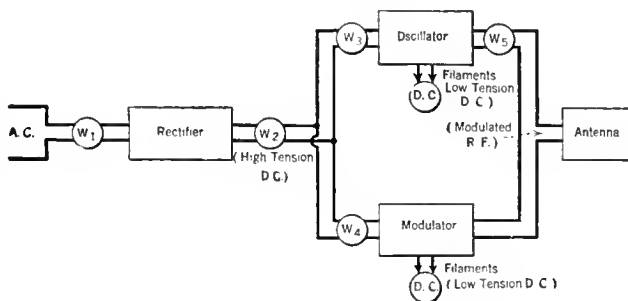 A.C.
W1
Rectifier
W2
(High Tension
D C.)
W3
Oscillator
W5
Filaments
Low Tension
D C)
D. C
(Modulated
R F.)
Antenna
W4
Modulator
Filaments
(Low Tension D C)
D. C.